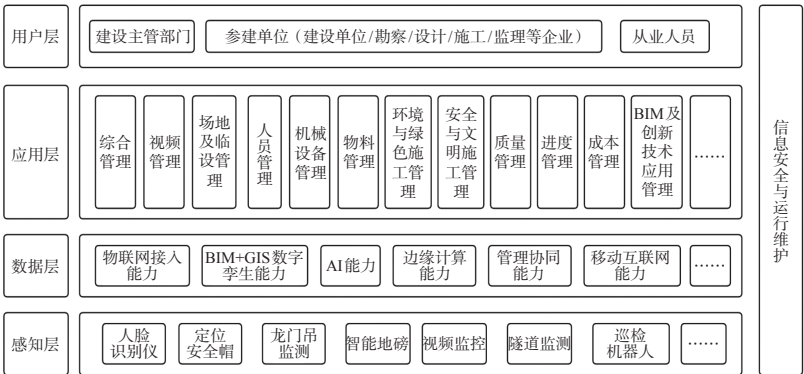 用户层
建设主管部门
参建单位（建设单位/勘察/设计/施工/监理等企业）
从业人员
应用层
综合
管理
视频
管理
场地
及临
设管
理
人
员
管
理
机械
设备
管理
物料
管理
环境
与绿
色施
工管
理
安全
与文
明施
工管
理
质量
管理
进度
管理
成本
管理
BIM及
创新
技术
应用
管理
……
数据层
物联网接入
能力
BIM+GIS数字
孪生能力
AI能力
边缘计算
能力
管理协同
能力
移动互联网
能力
……
感知层
人脸
识别仪
定位
安全帽
龙门吊
监测
智能地磅
视频监控
隧道监测
巡检
机器人
……
信息安全与运行维护